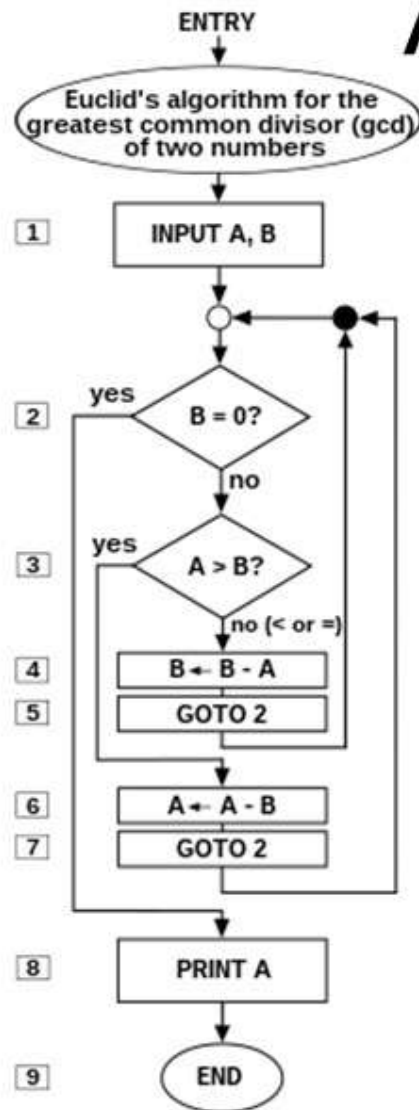 ENTRY
Euclid's algorithm for the
greatest common divisor (gcd)
of two numbers
1
INPUT A, B
2
yes
B = 0?
no
3
yes
A > B?
no (< or =)
4
B ← B - A
5
GOTO 2
6
A ← A - B
7
GOTO 2
8
PRINT A
9
END